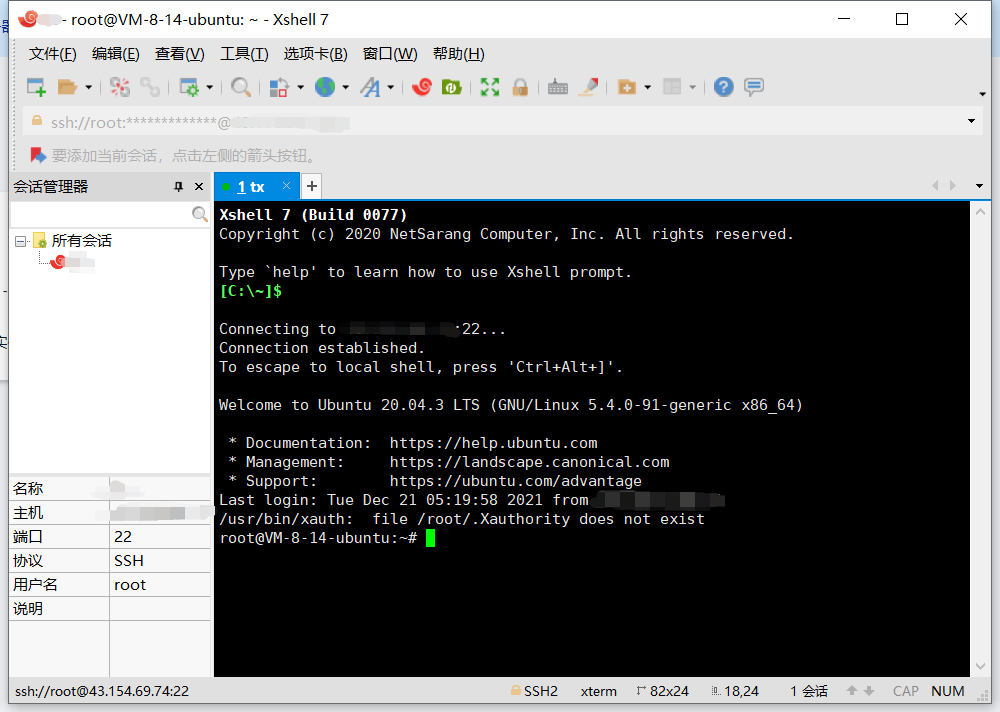 - root@VM-8-14-ubuntu: ~ - Xshell 7
文件(F) 编辑(E) 查看(V) 工具(T) 选项卡(B) 窗口(W) 帮助(H)
ssh://root:*************@
要添加当前会话，点击左侧的箭头按钮。
会话管理器
1 tx
所有会话
Xshell 7 (Build 0077)
Copyright (c) 2020 NetSarang Computer, Inc. All rights reserved.
Type `help' to learn how to use Xshell prompt.
[C:\~]$
Connecting to :22...
Connection established.
To escape to local shell, press 'Ctrl+Alt+]'.
Welcome to Ubuntu 20.04.3 LTS (GNU/Linux 5.4.0-91-generic x86_64)
* Documentation: https://help.ubuntu.com
* Management: https://landscape.canonical.com
* Support: https://ubuntu.com/advantage
Last login: Tue Dec 21 05:19:58 2021 from
/usr/bin/xauth: file /root/.Xauthority does not exist
root@VM-8-14-ubuntu:~#
名称
主机
端口 22
协议 SSH
用户名 root
说明
ssh://root@43.154.69.74:22 SSH2 xterm 82x24 18,24 1 会话 CAP NUM